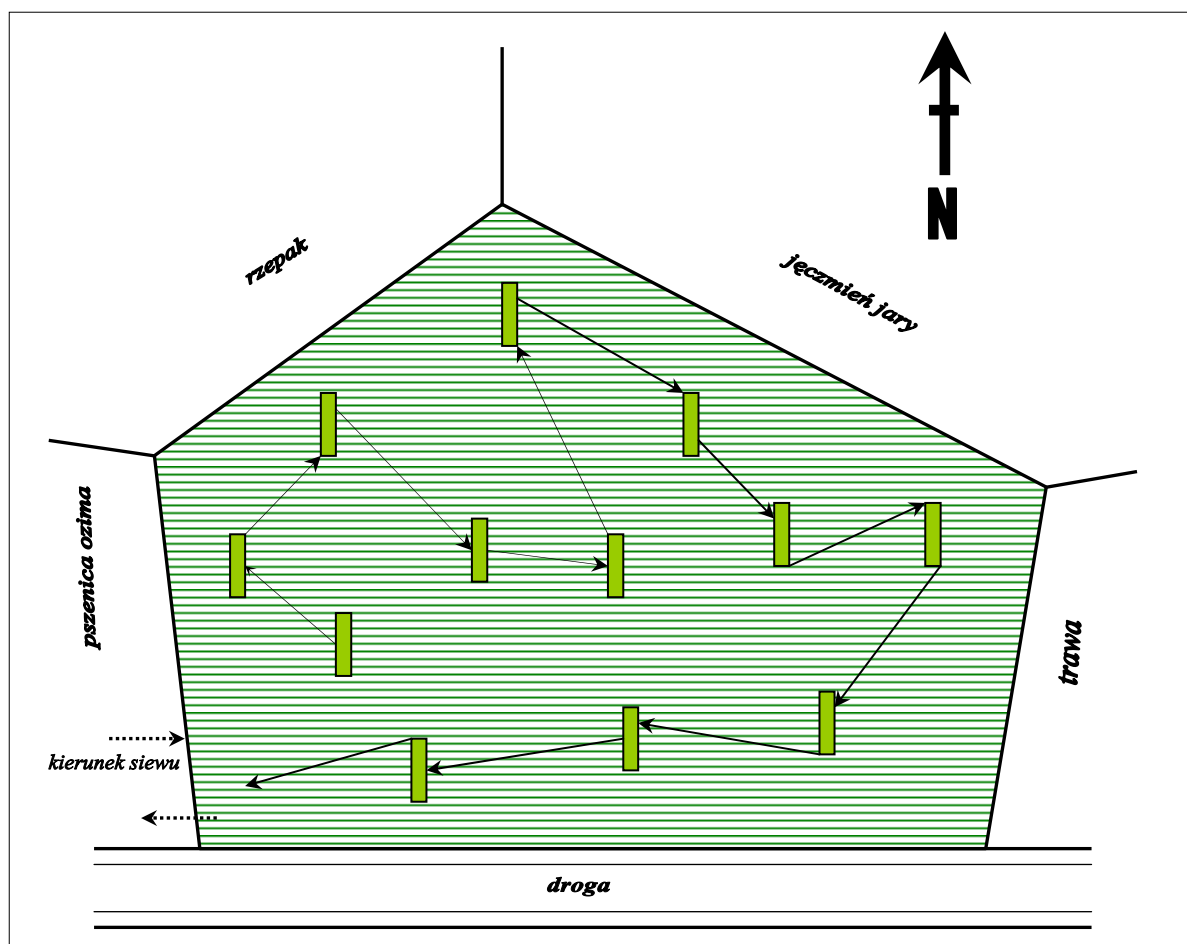 N
rzepak
jęczmień jary
pszenica ozima
trawa
kierunek siewu
droga